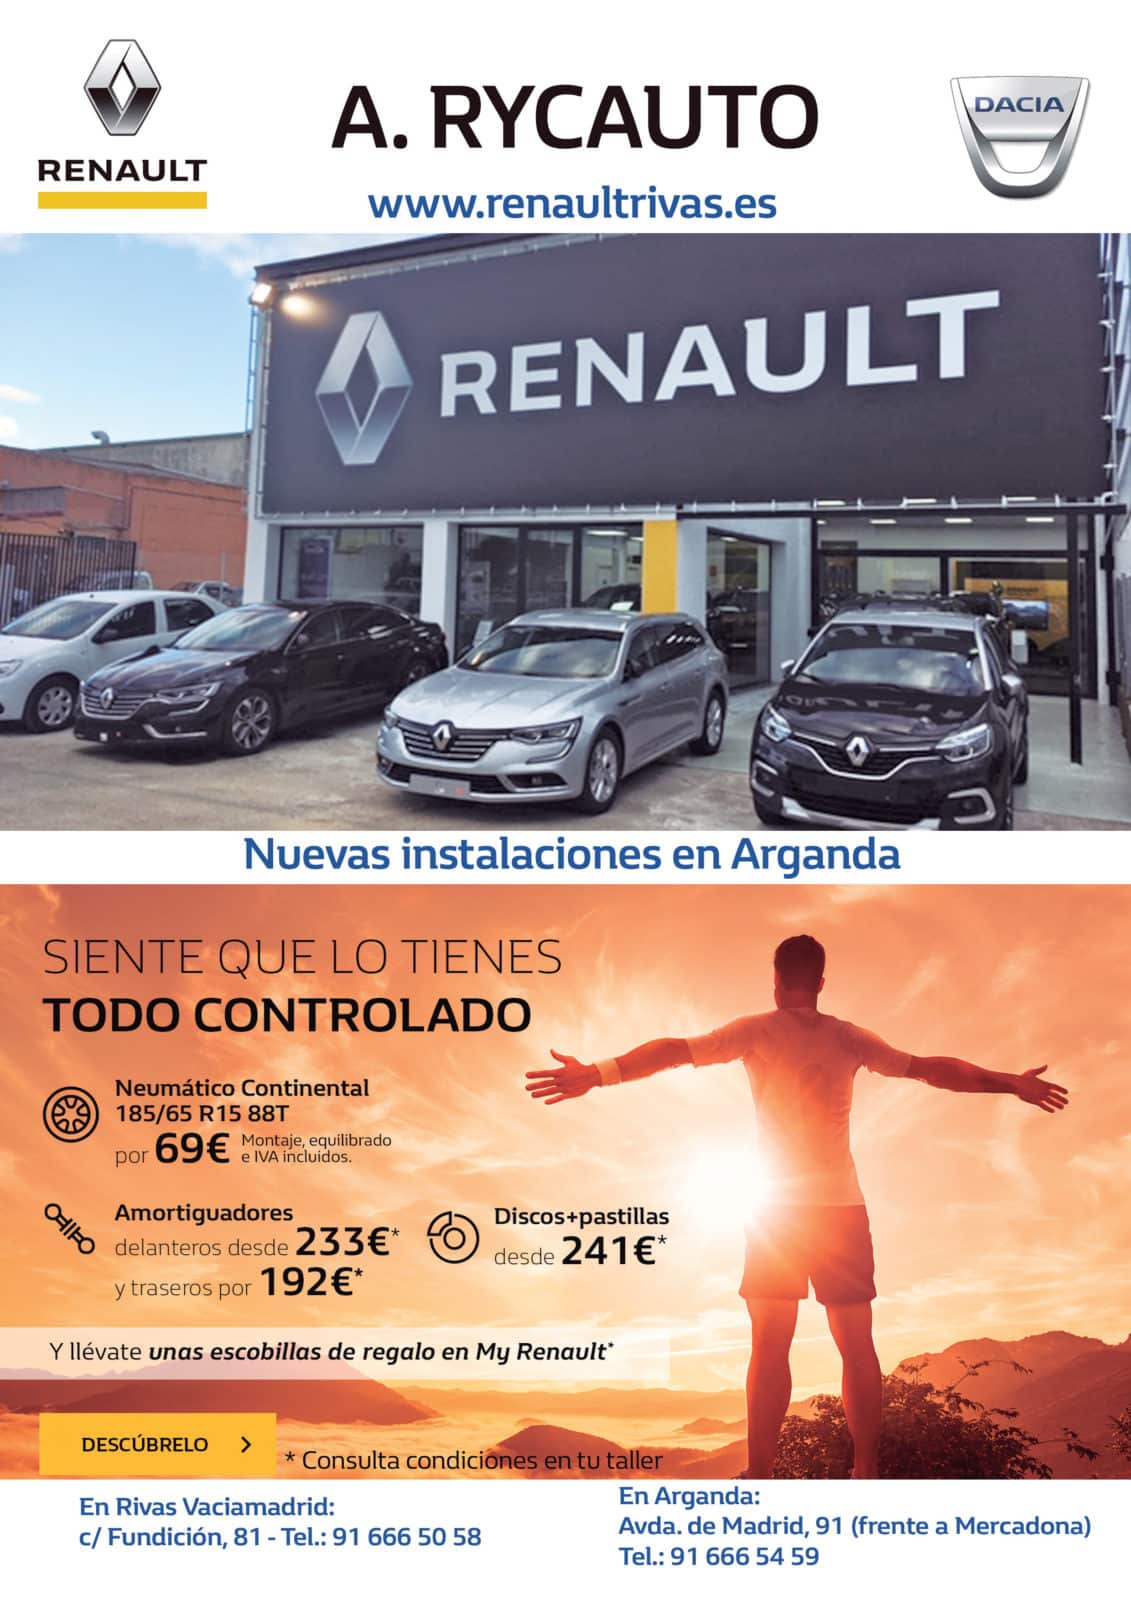 RENAULT
A. RYCAUTO
www.renaultrivas.es
DACIA
RENAULT
Nuevas instalaciones en Arganda
SIENTE QUE LO TIENES
TODO CONTROLADO
Neumático Continental
185/65 R15 88T
por 69€ Montaje, equilibrado
e IVA incluidos.
Amortiguadores
delanteros desde 233€*
y traseros por 192€*
Discos+pastillas
desde 241€*
Y llévate unas escobillas de regalo en My Renault*
DESCÚBRELO >
* Consulta condiciones en tu taller
En Rivas Vaciamadrid:
c/ Fundición, 81 - Tel.: 91 666 50 58
En Arganda:
Avda. de Madrid, 91 (frente a Mercadona)
Tel.: 91 666 54 59